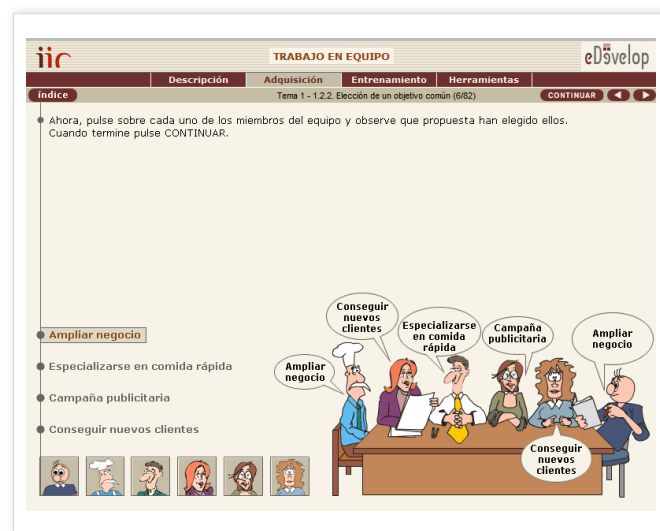 iic
TRABAJO EN EQUIPO
eDevelop
Descripción
Adquisición
Entrenamiento
Herramientas
índice
Tema 1 - 1.2.2. Elección de un objetivo común (6/82)
CONTINUAR
Ahora, pulse sobre cada uno de los miembros del equipo y observe que propuesta han elegido ellos.
Cuando termine pulse CONTINUAR.
Ampliar negocio
Especializarse en comida rápida
Campaña publicitaria
Conseguir nuevos clientes
Ampliar
negocio
Conseguir
nuevos
clientes
Especializarse
en comida
rápida
Campaña
publicitaria
Ampliar
negocio
Conseguir
nuevos
clientes